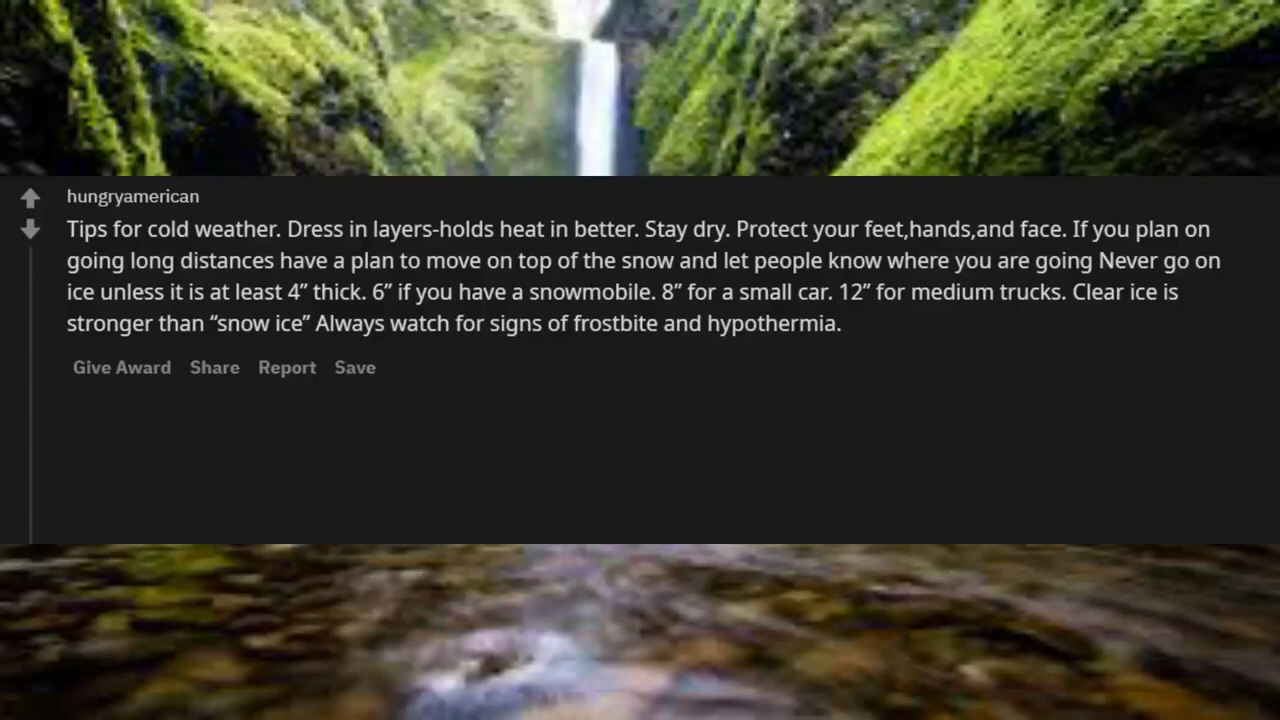 hungryamerican
Tips for cold weather. Dress in layers-holds heat in better. Stay dry. Protect your feet,hands,and face. If you plan on
going long distances have a plan to move on top of the snow and let people know where you are going Never go on
ice unless it is at least 4” thick. 6” if you have a snowmobile. 8” for a small car. 12” for medium trucks. Clear ice is
stronger than “snow ice” Always watch for signs of frostbite and hypothermia.
Give Award Share Report Save